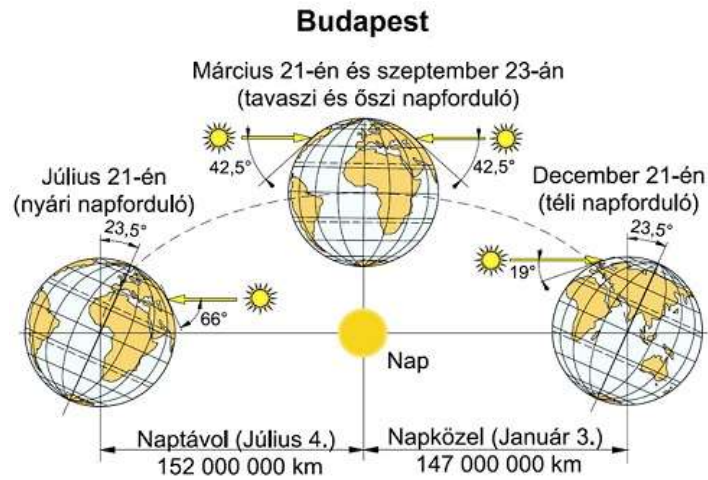 Budapest
Március 21-én és szeptember 23-án
(tavaszi és őszi napforduló)
42,5°
42,5°
Július 21-én
(nyári napforduló)
23,5°
66°
December 21-én
(téli napforduló)
23,5°
19°
Nap
Naptávol (Július 4.)
152 000 000 km
Napközel (Január 3.)
147 000 000 km